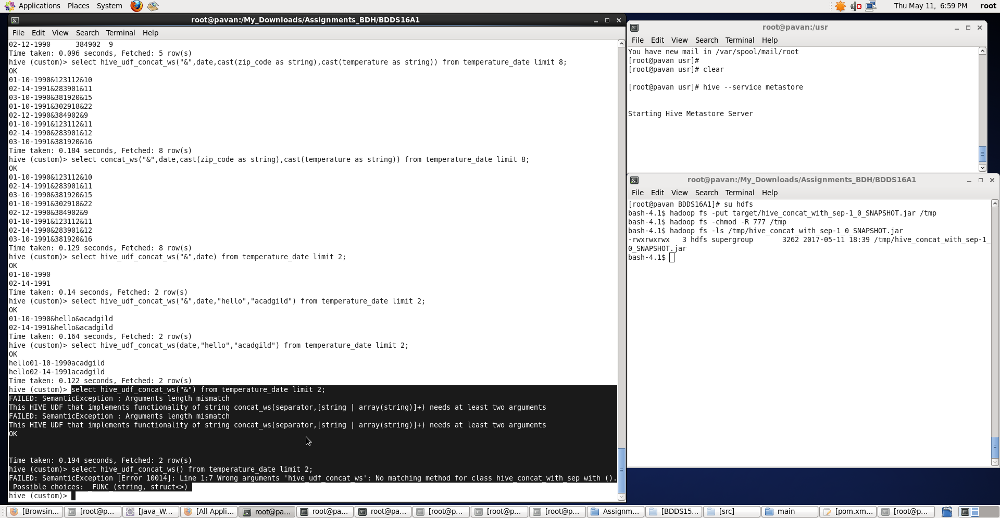 Applications Places System
Thu May 11, 6:59 PM root
root@pavan:/My_Downloads/Assignments_BDH/BDDS16A1
File Edit View Search Terminal Help
02-12-1990      384902  9
Time taken: 0.096 seconds, Fetched: 5 row(s)
hive (custom)> select hive_udf_concat_ws("&",date,cast(zip_code as string),cast(temperature as string)) from temperature_date limit 8;
OK
01-10-1990&123112&10
02-14-1991&283901&11
03-10-1990&381920&15
01-10-1991&302918&22
02-12-1990&384902&9
01-10-1991&123112&11
02-14-1990&283901&12
03-10-1991&381920&16
Time taken: 0.184 seconds, Fetched: 8 row(s)
hive (custom)> select concat_ws("&",date,cast(zip_code as string),cast(temperature as string)) from temperature_date limit 8;
OK
01-10-1990&123112&10
02-14-1991&283901&11
03-10-1990&381920&15
01-10-1991&302918&22
02-12-1990&384902&9
01-10-1991&123112&11
02-14-1990&283901&12
03-10-1991&381920&16
Time taken: 0.129 seconds, Fetched: 8 row(s)
hive (custom)> select hive_udf_concat_ws("&",date) from temperature_date limit 2;
OK
01-10-1990
02-14-1991
Time taken: 0.14 seconds, Fetched: 2 row(s)
hive (custom)> select hive_udf_concat_ws("&",date,"hello","acadgild") from temperature_date limit 2;
OK
01-10-1990&hello&acadgild
02-14-1991&hello&acadgild
Time taken: 0.164 seconds, Fetched: 2 row(s)
hive (custom)> select hive_udf_concat_ws(date,"hello","acadgild") from temperature_date limit 2;
OK
hello01-10-1990acadgild
hello02-14-1991acadgild
Time taken: 0.122 seconds, Fetched: 2 row(s)
hive (custom)> select hive_udf_concat_ws("&") from temperature_date limit 2;
FAILED: SemanticException : Arguments length mismatch
This HIVE UDF that implements functionality of string concat_ws(separator,[string | array(string)]+) needs at least two arguments
FAILED: SemanticException : Arguments length mismatch
This HIVE UDF that implements functionality of string concat_ws(separator,[string | array(string)]+) needs at least two arguments
OK
Time taken: 0.194 seconds, Fetched: 2 row(s)
hive (custom)> select hive_udf_concat_ws() from temperature_date limit 2;
FAILED: SemanticException [Error 10014]: Line 1:7 Wrong arguments 'hive_udf_concat_ws': No matching method for class hive_concat_with_sep with ().
Possible choices: _FUNC_(string, struct<>)
hive (custom)>
root@pavan:/usr
File Edit View Search Terminal Help
You have new mail in /var/spool/mail/root
[root@pavan usr]#
[root@pavan usr]# clear
[root@pavan usr]# hive --service metastore
Starting Hive Metastore Server
root@pavan:/My_Downloads/Assignments_BDH/BDDS16A1
File Edit View Search Terminal Help
[root@pavan BDDS16A1]# su hdfs
bash-4.1$ hadoop fs -put target/hive_concat_with_sep-1_0_SNAPSHOT.jar /tmp
bash-4.1$ hadoop fs -chmod -R 777 /tmp
bash-4.1$ hadoop fs -ls /tmp/hive_concat_with_sep-1_0_SNAPSHOT.jar
-rwxrwxrwx   3 hdfs supergroup       3262 2017-05-11 18:39 /tmp/hive_concat_with_sep-1_
0_SNAPSHOT.jar
bash-4.1$
[Browsin... [root@p... [Java_W... [All Appli... root@pa... root@pa... root@pa... [root@p... [root@p... [root@p... Assignm... [BDDS15... [src] main [pom.xm... [root@p...